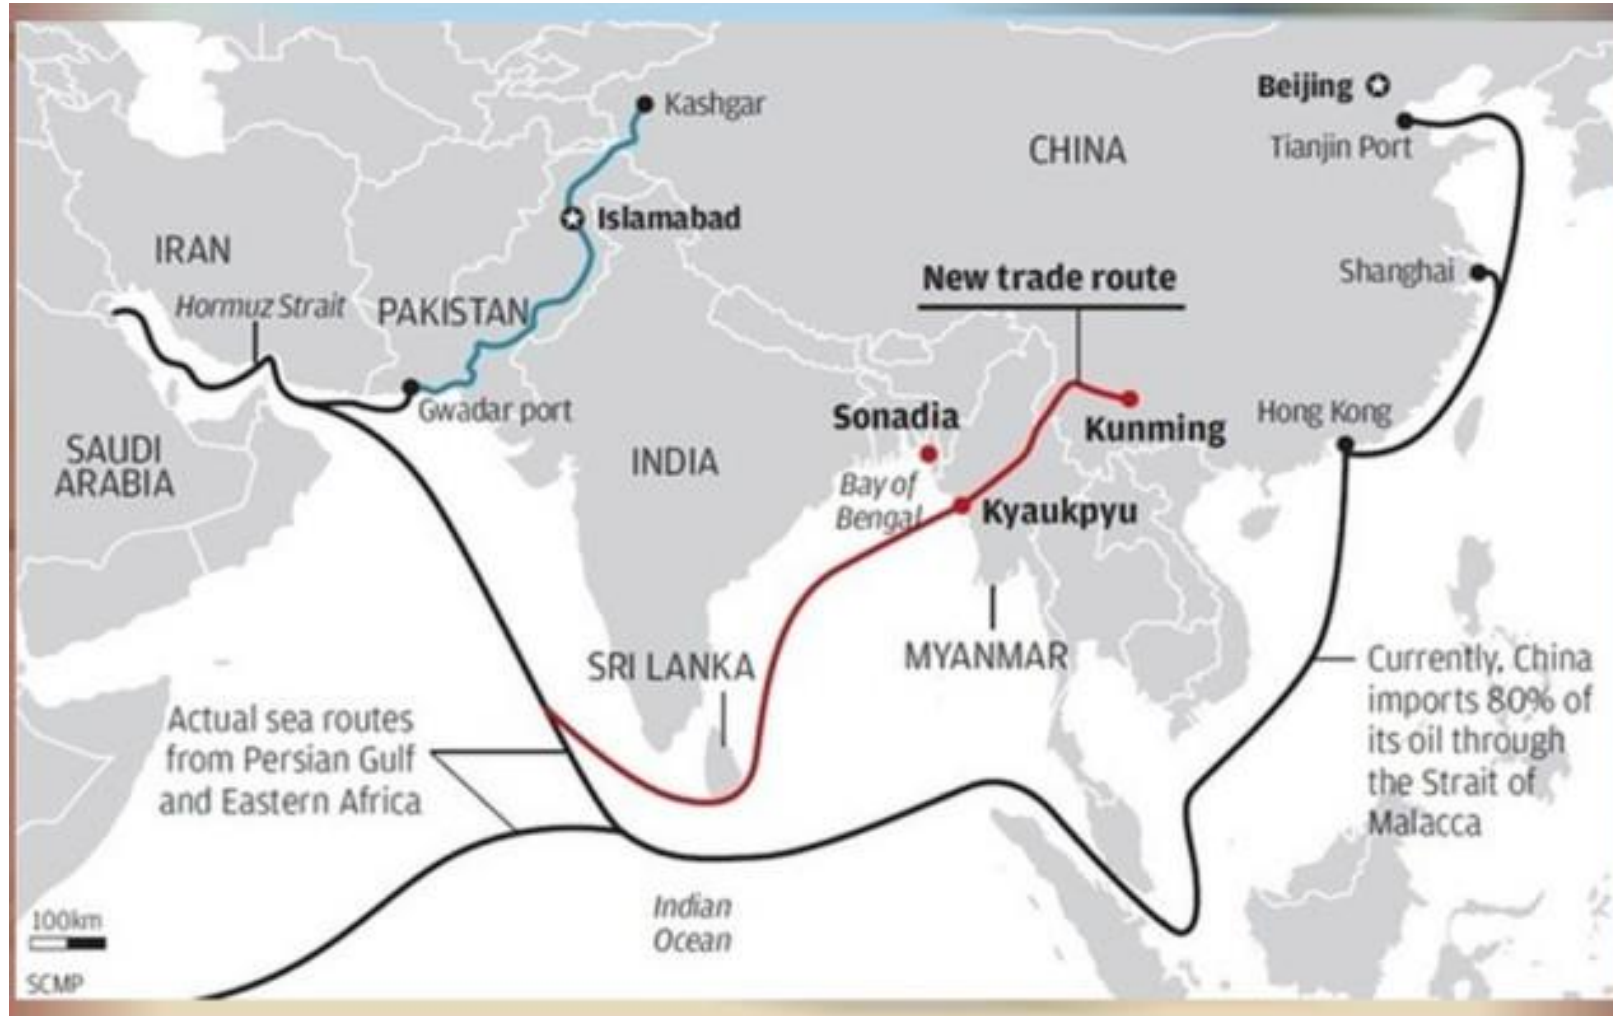 Beijing
Kashgar
CHINA
Tianjin Port
Islamabad
IRAN
New trade route
Shanghai
Hormuz Strait
PAKISTAN
Gwadar port
Sonadia
Kunming
Hong Kong
SAUDI
ARABIA
INDIA
Bay of
Bengal
Kyaukpyu
SRI LANKA
MYANMAR
Currently, China
imports 80% of
its oil through
the Strait of
Malacca
Actual sea routes
from Persian Gulf
and Eastern Africa
Indian
Ocean
100km
SCMP